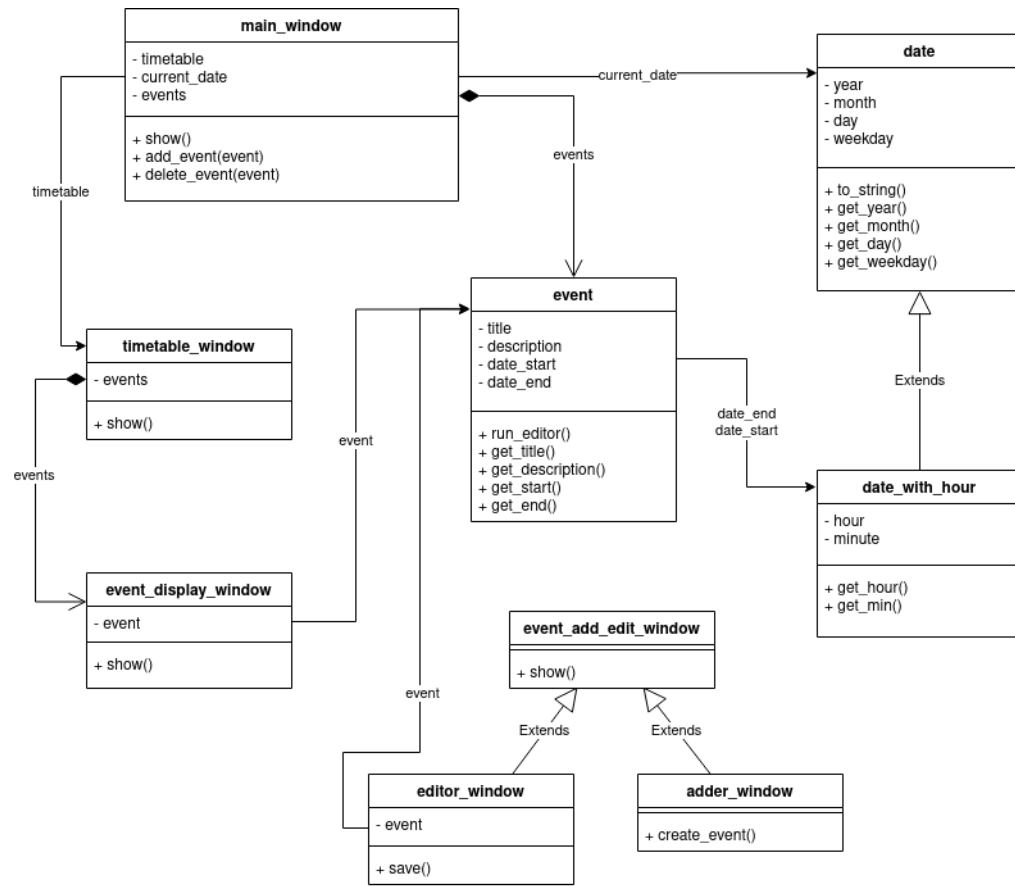 main_window
- timetable
- current_date
- events
+ show()
+ add_event(event)
+ delete_event(event)
current_date
date
- year
- month
- day
- weekday
+ to_string()
+ get_year()
+ get_month()
+ get_day()
+ get_weekday()
events
timetable
event
- title
- description
- date_start
- date_end
+ run_editor()
+ get_title()
+ get_description()
+ get_start()
+ get_end()
timetable_window
- events
+ show()
Extends
date_end
date_start
event
events
date_with_hour
- hour
- minute
+ get_hour()
+ get_min()
event_display_window
- event
+ show()
event_add_edit_window
+ show()
event
Extends
Extends
editor_window
- event
+ save()
adder_window
+ create_event()